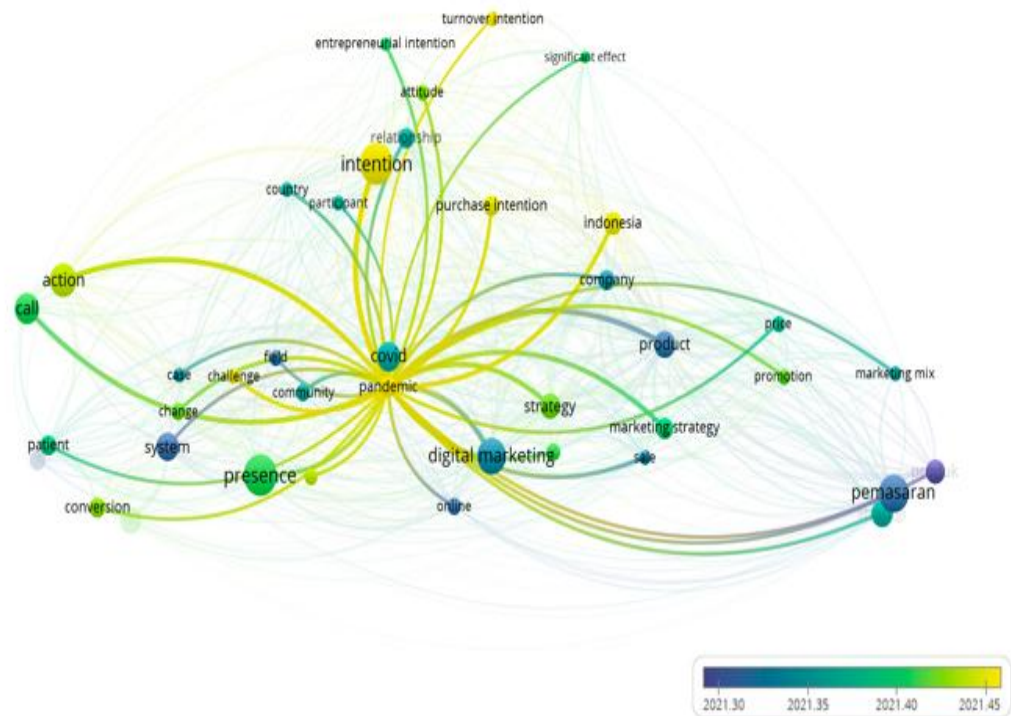 turnover intention
entrepreneurial intention
significant effect
attitude
relationship
intention
country
participant
purchase intention
indonesia
action
company
call
price
product
covid
field
case
challenge
pandemic
promotion
marketing mix
community
change
strategy
marketing strategy
patient
system
digital marketing
sale
presence
pemasaran
conversion
online
2021.30 2021.35 2021.40 2021.45